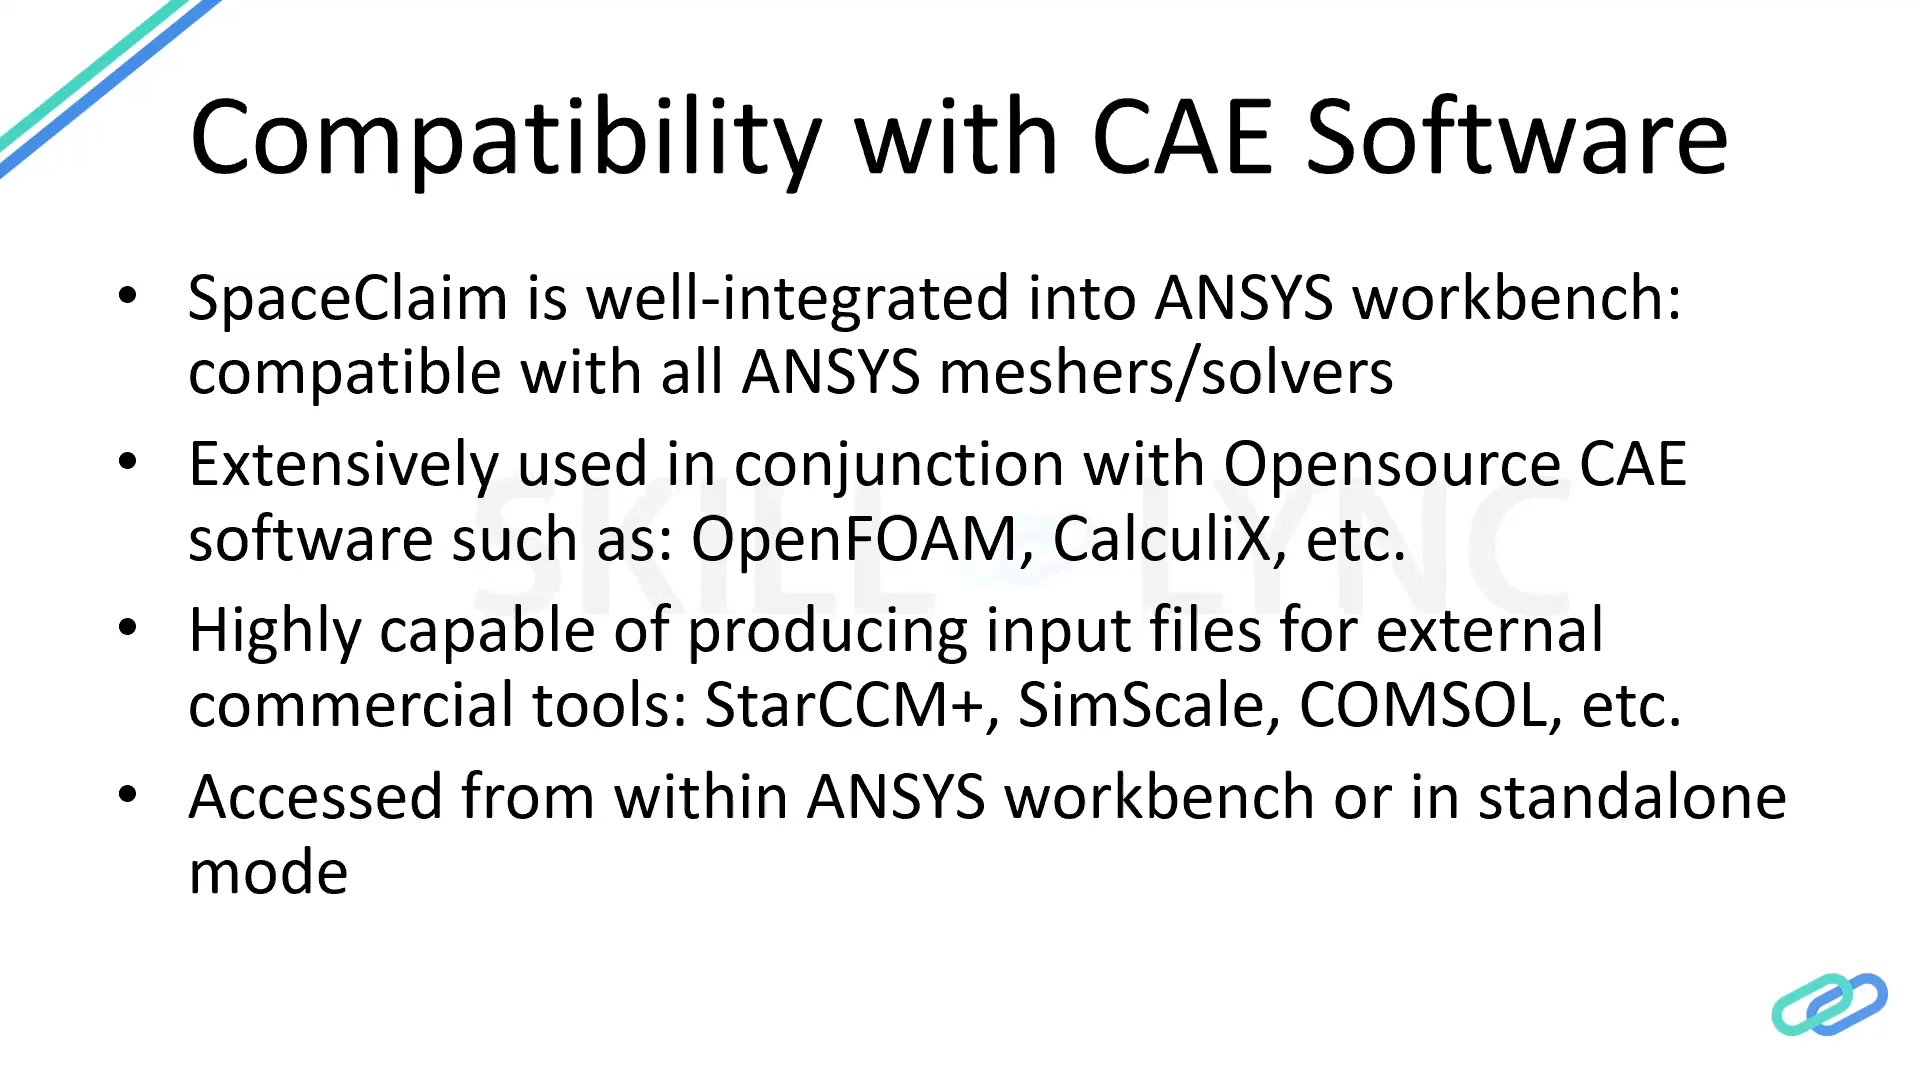 Compatibility with CAE Software
• SpaceClaim is well-integrated into ANSYS workbench:
compatible with all ANSYS meshers/solvers
• Extensively used in conjunction with Opensource CAE
software such as: OpenFOAM, CalculiX, etc.
SKILL LYNC
• Highly capable of producing input files for external
commercial tools: StarCCM+, SimScale, COMSOL, etc.
• Accessed from within ANSYS workbench or in standalone
mode